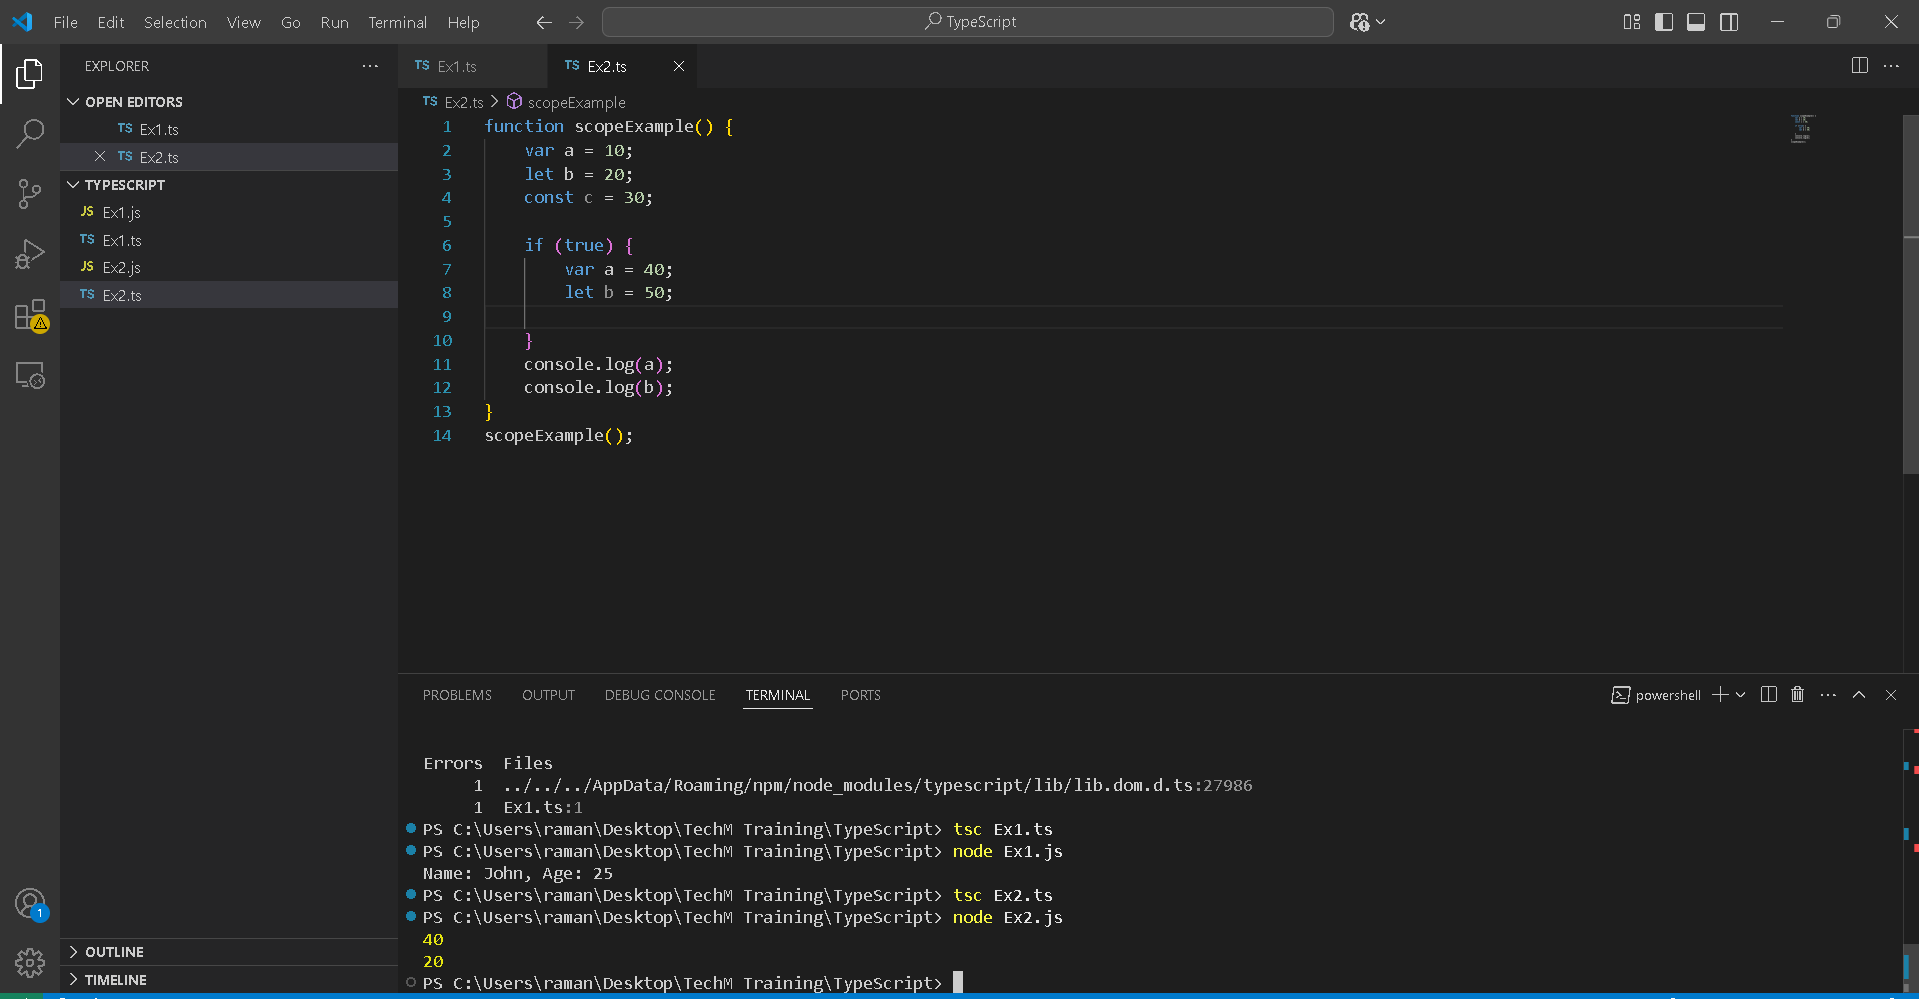 File Edit Selection View Go Run Terminal Help
TypeScript
EXPLORER
OPEN EDITORS
TS Ex1.ts
TS Ex2.ts
TYPESCRIPT
JS Ex1.js
TS Ex1.ts
JS Ex2.js
TS Ex2.ts
1
OUTLINE
TIMELINE
TS Ex1.ts TS Ex2.ts
TS Ex2.ts > scopeExample
1 function scopeExample() {
2 var a = 10;
3 let b = 20;
4 const c = 30;
5
6 if (true) {
7 var a = 40;
8 let b = 50;
9
10 }
11 console.log(a);
12 console.log(b);
13 }
14 scopeExample();
PROBLEMS OUTPUT DEBUG CONSOLE TERMINAL PORTS
powershell
Errors Files
1 ../../../AppData/Roaming/npm/node_modules/typescript/lib/lib.dom.d.ts:27986
1 Ex1.ts:1
PS C:\Users\raman\Desktop\TechM Training\TypeScript> tsc Ex1.ts
PS C:\Users\raman\Desktop\TechM Training\TypeScript> node Ex1.js
Name: John, Age: 25
PS C:\Users\raman\Desktop\TechM Training\TypeScript> tsc Ex2.ts
PS C:\Users\raman\Desktop\TechM Training\TypeScript> node Ex2.js
40
20
PS C:\Users\raman\Desktop\TechM Training\TypeScript>